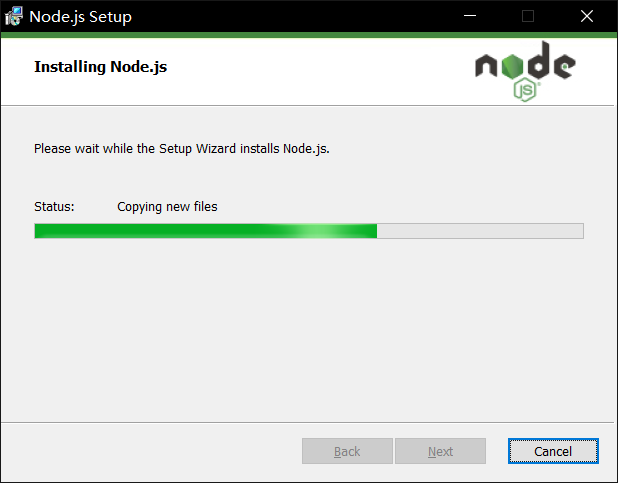 Node.js Setup
Installing Node.js
node
JS
Please wait while the Setup Wizard installs Node.js.
Status: Copying new files
Back Next Cancel